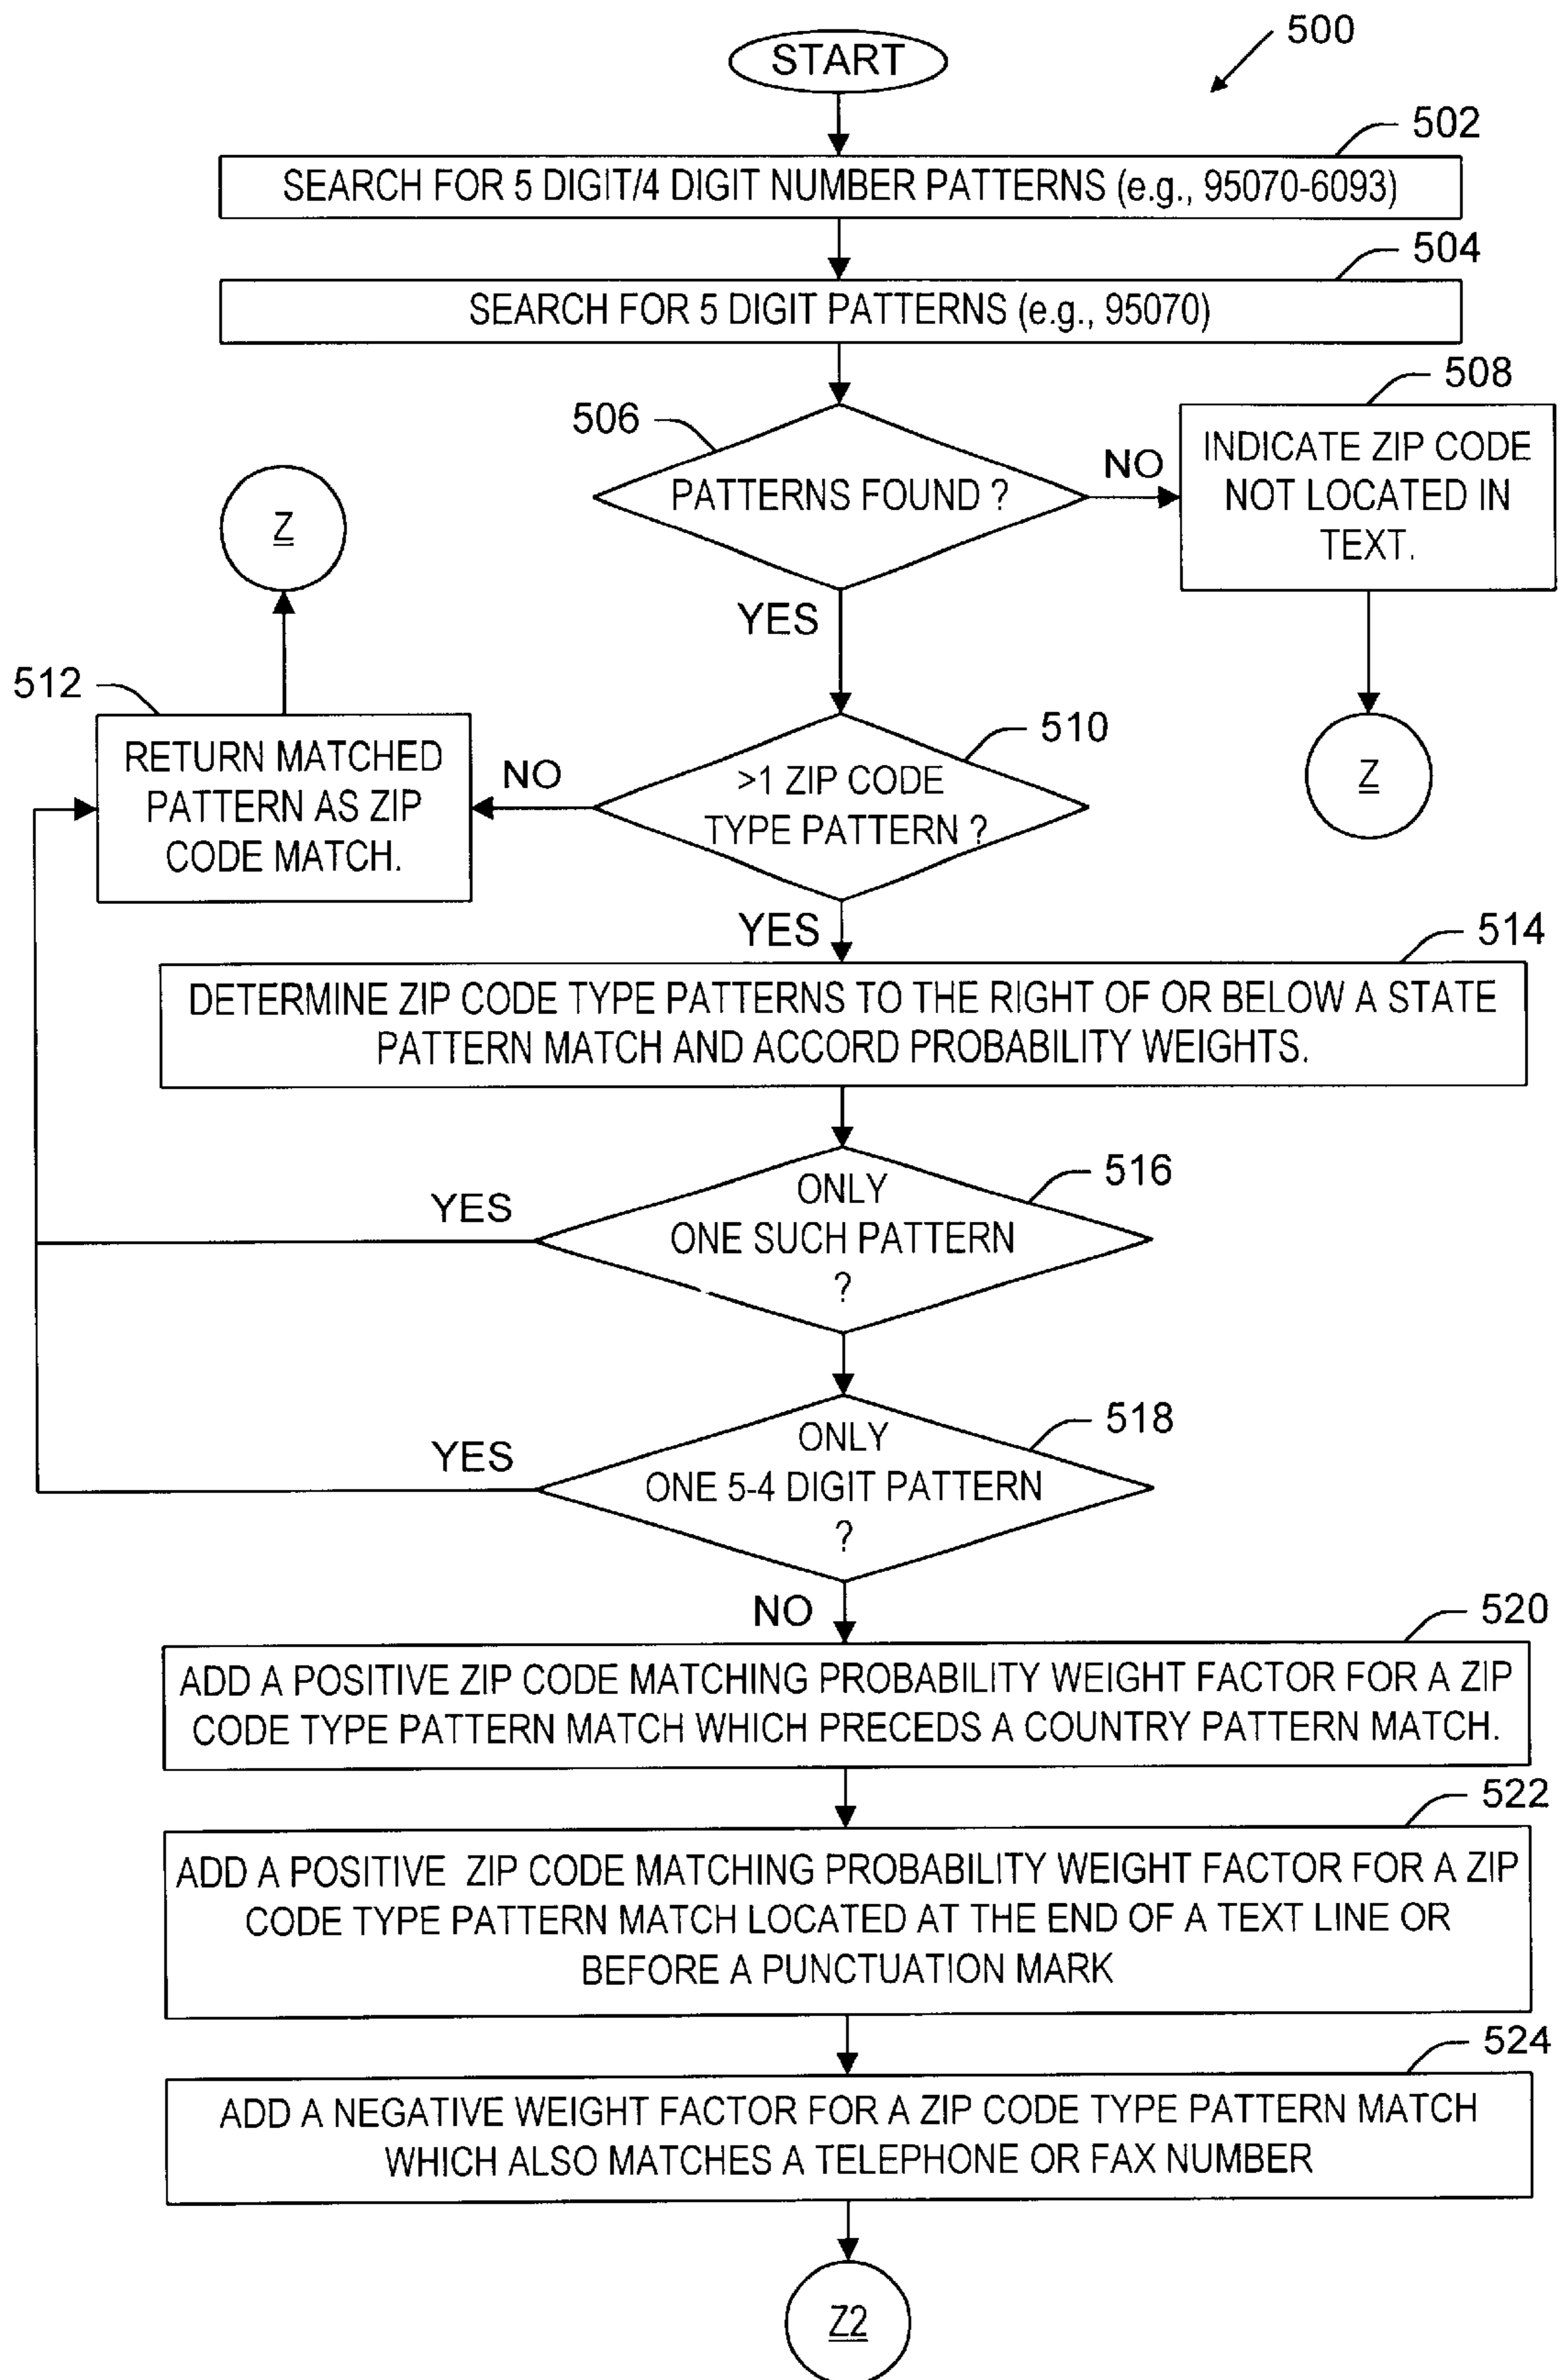 500
START
502
SEARCH FOR 5 DIGIT/4 DIGIT NUMBER PATTERNS (e.g., 95070-6093)
504
SEARCH FOR 5 DIGIT PATTERNS (e.g., 95070)
506
PATTERNS FOUND ?
NO
508
INDICATE ZIP CODE
NOT LOCATED IN
TEXT.
Z
YES
Z
512
RETURN MATCHED
PATTERN AS ZIP
CODE MATCH.
NO
510
>1 ZIP CODE
TYPE PATTERN ?
YES
514
DETERMINE ZIP CODE TYPE PATTERNS TO THE RIGHT OF OR BELOW A STATE
PATTERN MATCH AND ACCORD PROBABILITY WEIGHTS.
516
YES
ONLY
ONE SUCH PATTERN
?
518
YES
ONLY
ONE 5-4 DIGIT PATTERN
?
NO
520
ADD A POSITIVE ZIP CODE MATCHING PROBABILITY WEIGHT FACTOR FOR A ZIP
CODE TYPE PATTERN MATCH WHICH PRECEDS A COUNTRY PATTERN MATCH.
522
ADD A POSITIVE ZIP CODE MATCHING PROBABILITY WEIGHT FACTOR FOR A ZIP
CODE TYPE PATTERN MATCH LOCATED AT THE END OF A TEXT LINE OR
BEFORE A PUNCTUATION MARK
524
ADD A NEGATIVE WEIGHT FACTOR FOR A ZIP CODE TYPE PATTERN MATCH
WHICH ALSO MATCHES A TELEPHONE OR FAX NUMBER
Z2